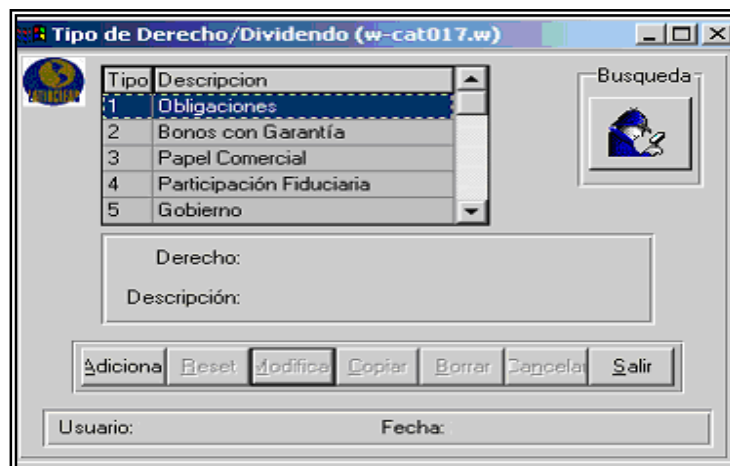 Tipo de Derecho/Dividendo (w-cat017.w)
Tipo Descripcion
1 Obligaciones
2 Bonos con Garantía
3 Papel Comercial
4 Participación Fiduciaria
5 Gobierno
Busqueda
Derecho:
Descripción:
Adiciona Reset Modifica Copiar Borrar Cancelar Salir
Usuario: Fecha: